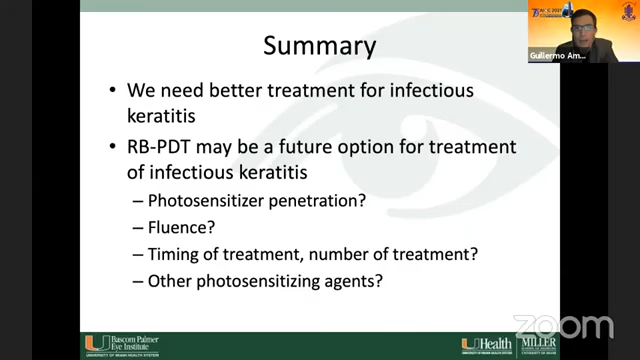 Summary
• We need better treatment for infectious
keratitis
• RB-PDT may be a future option for treatment
of infectious keratitis
– Photosensitizer penetration?
– Fluence?
– Timing of treatment, number of treatment?
– Other photosensitizing agents?
Guillermo Am...
Bascom Palmer
Eye Institute
UNIVERSITY OF MIAMI HEALTH SYSTEM
UHealth
UNIVERSITY OF MIAMI HEALTH SYSTEM
MILLER
SCHOOL OF MEDICINE
UNIVERSITY OF MIAMI
zoom